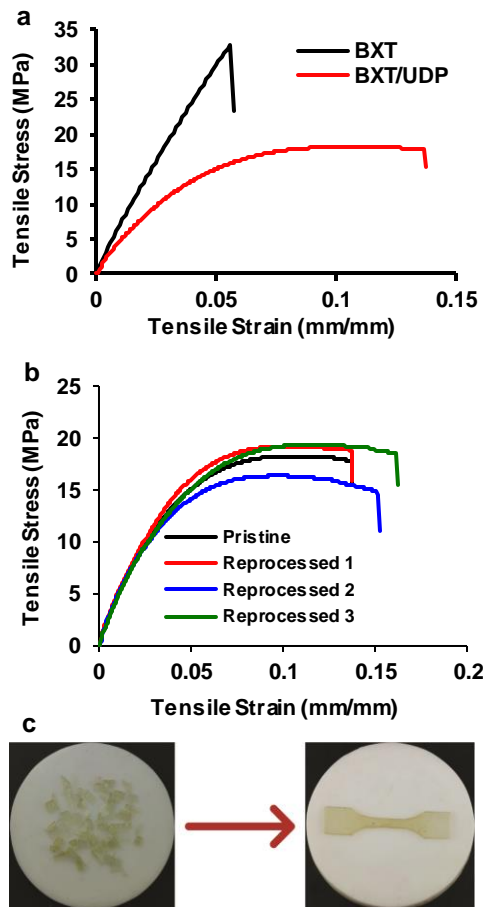 a
35
30
25
20
15
10
5
0
Tensile Stress (MPa)
BXT
BXT/UDP
0 0.05 0.1 0.15
Tensile Strain (mm/mm)
b
25
20
15
10
5
0
Tensile Stress (MPa)
Pristine
Reprocessed 1
Reprocessed 2
Reprocessed 3
0 0.05 0.1 0.15 0.2
Tensile Strain (mm/mm)
c